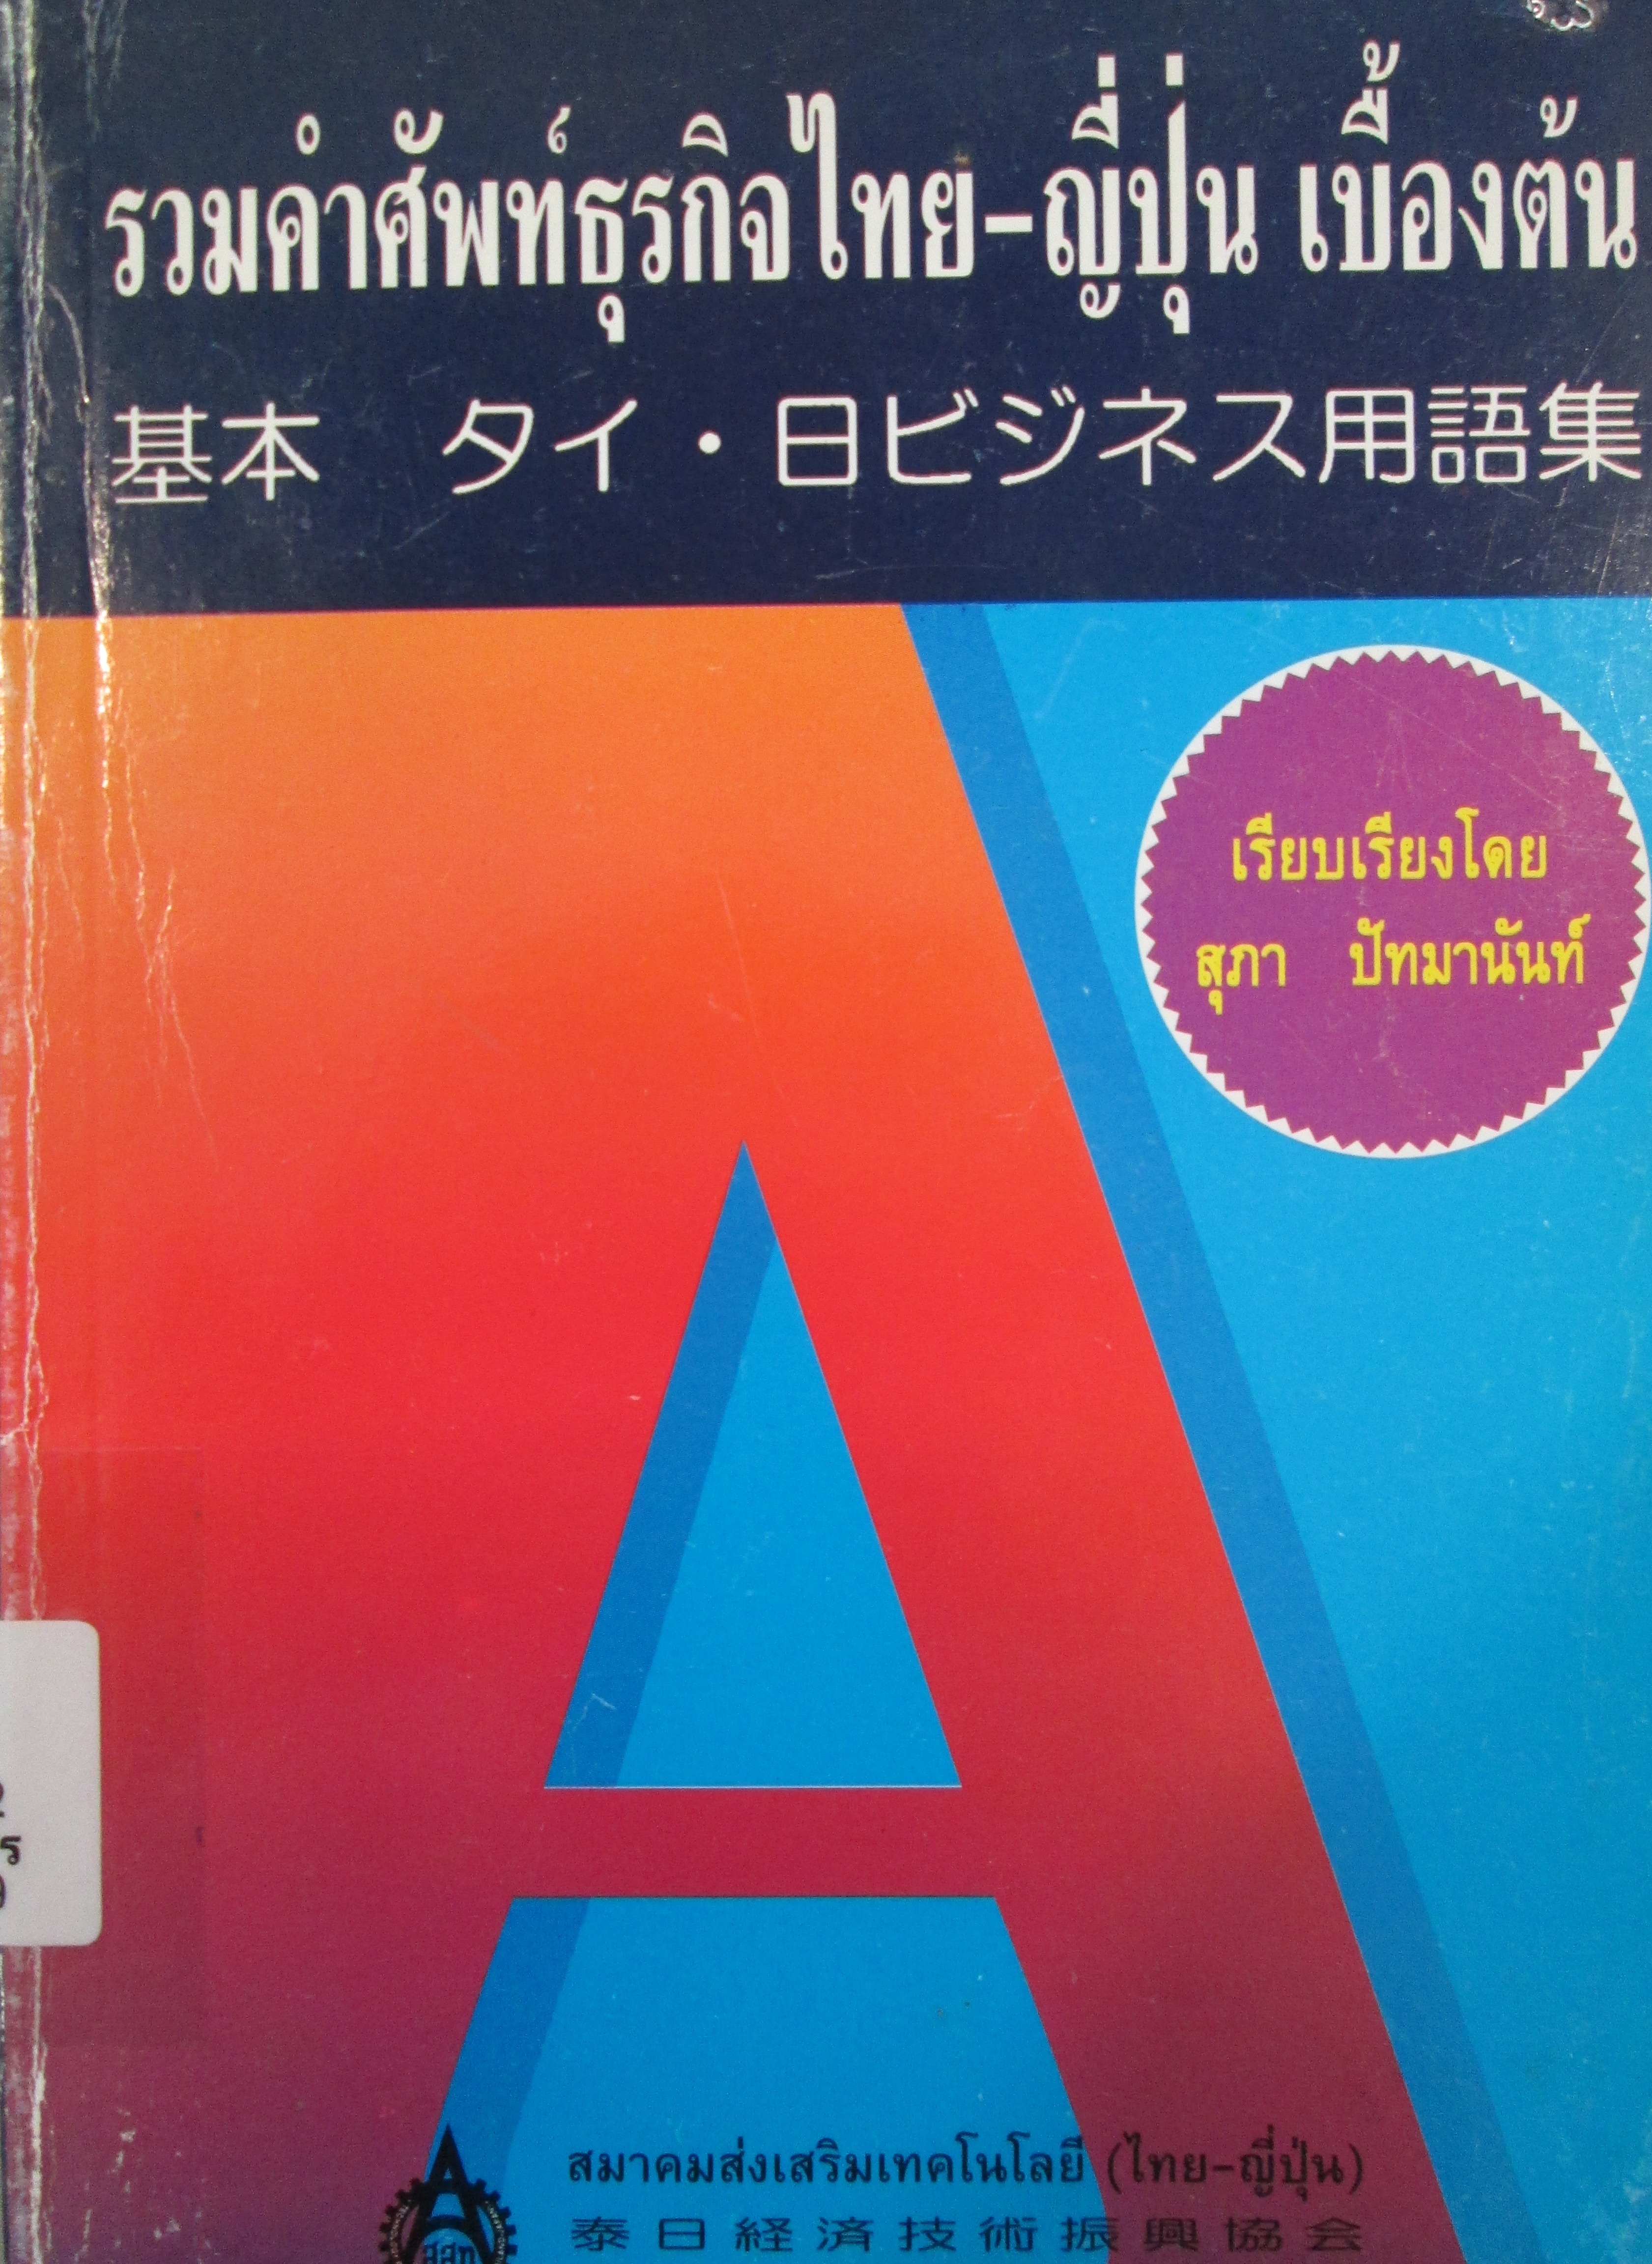 รวมคำศัพท์ธุรกิจไทย-ญี่ปุ่น เบื้องต้น
基本　タイ・日ビジネス用語集
เรียบเรียงโดย
สุภา ปัทมานันท์
ร
สมาคมส่งเสริมเทคโนโลยี (ไทย-ญี่ปุ่น)
泰日経済技術振興協会
ส ส ท